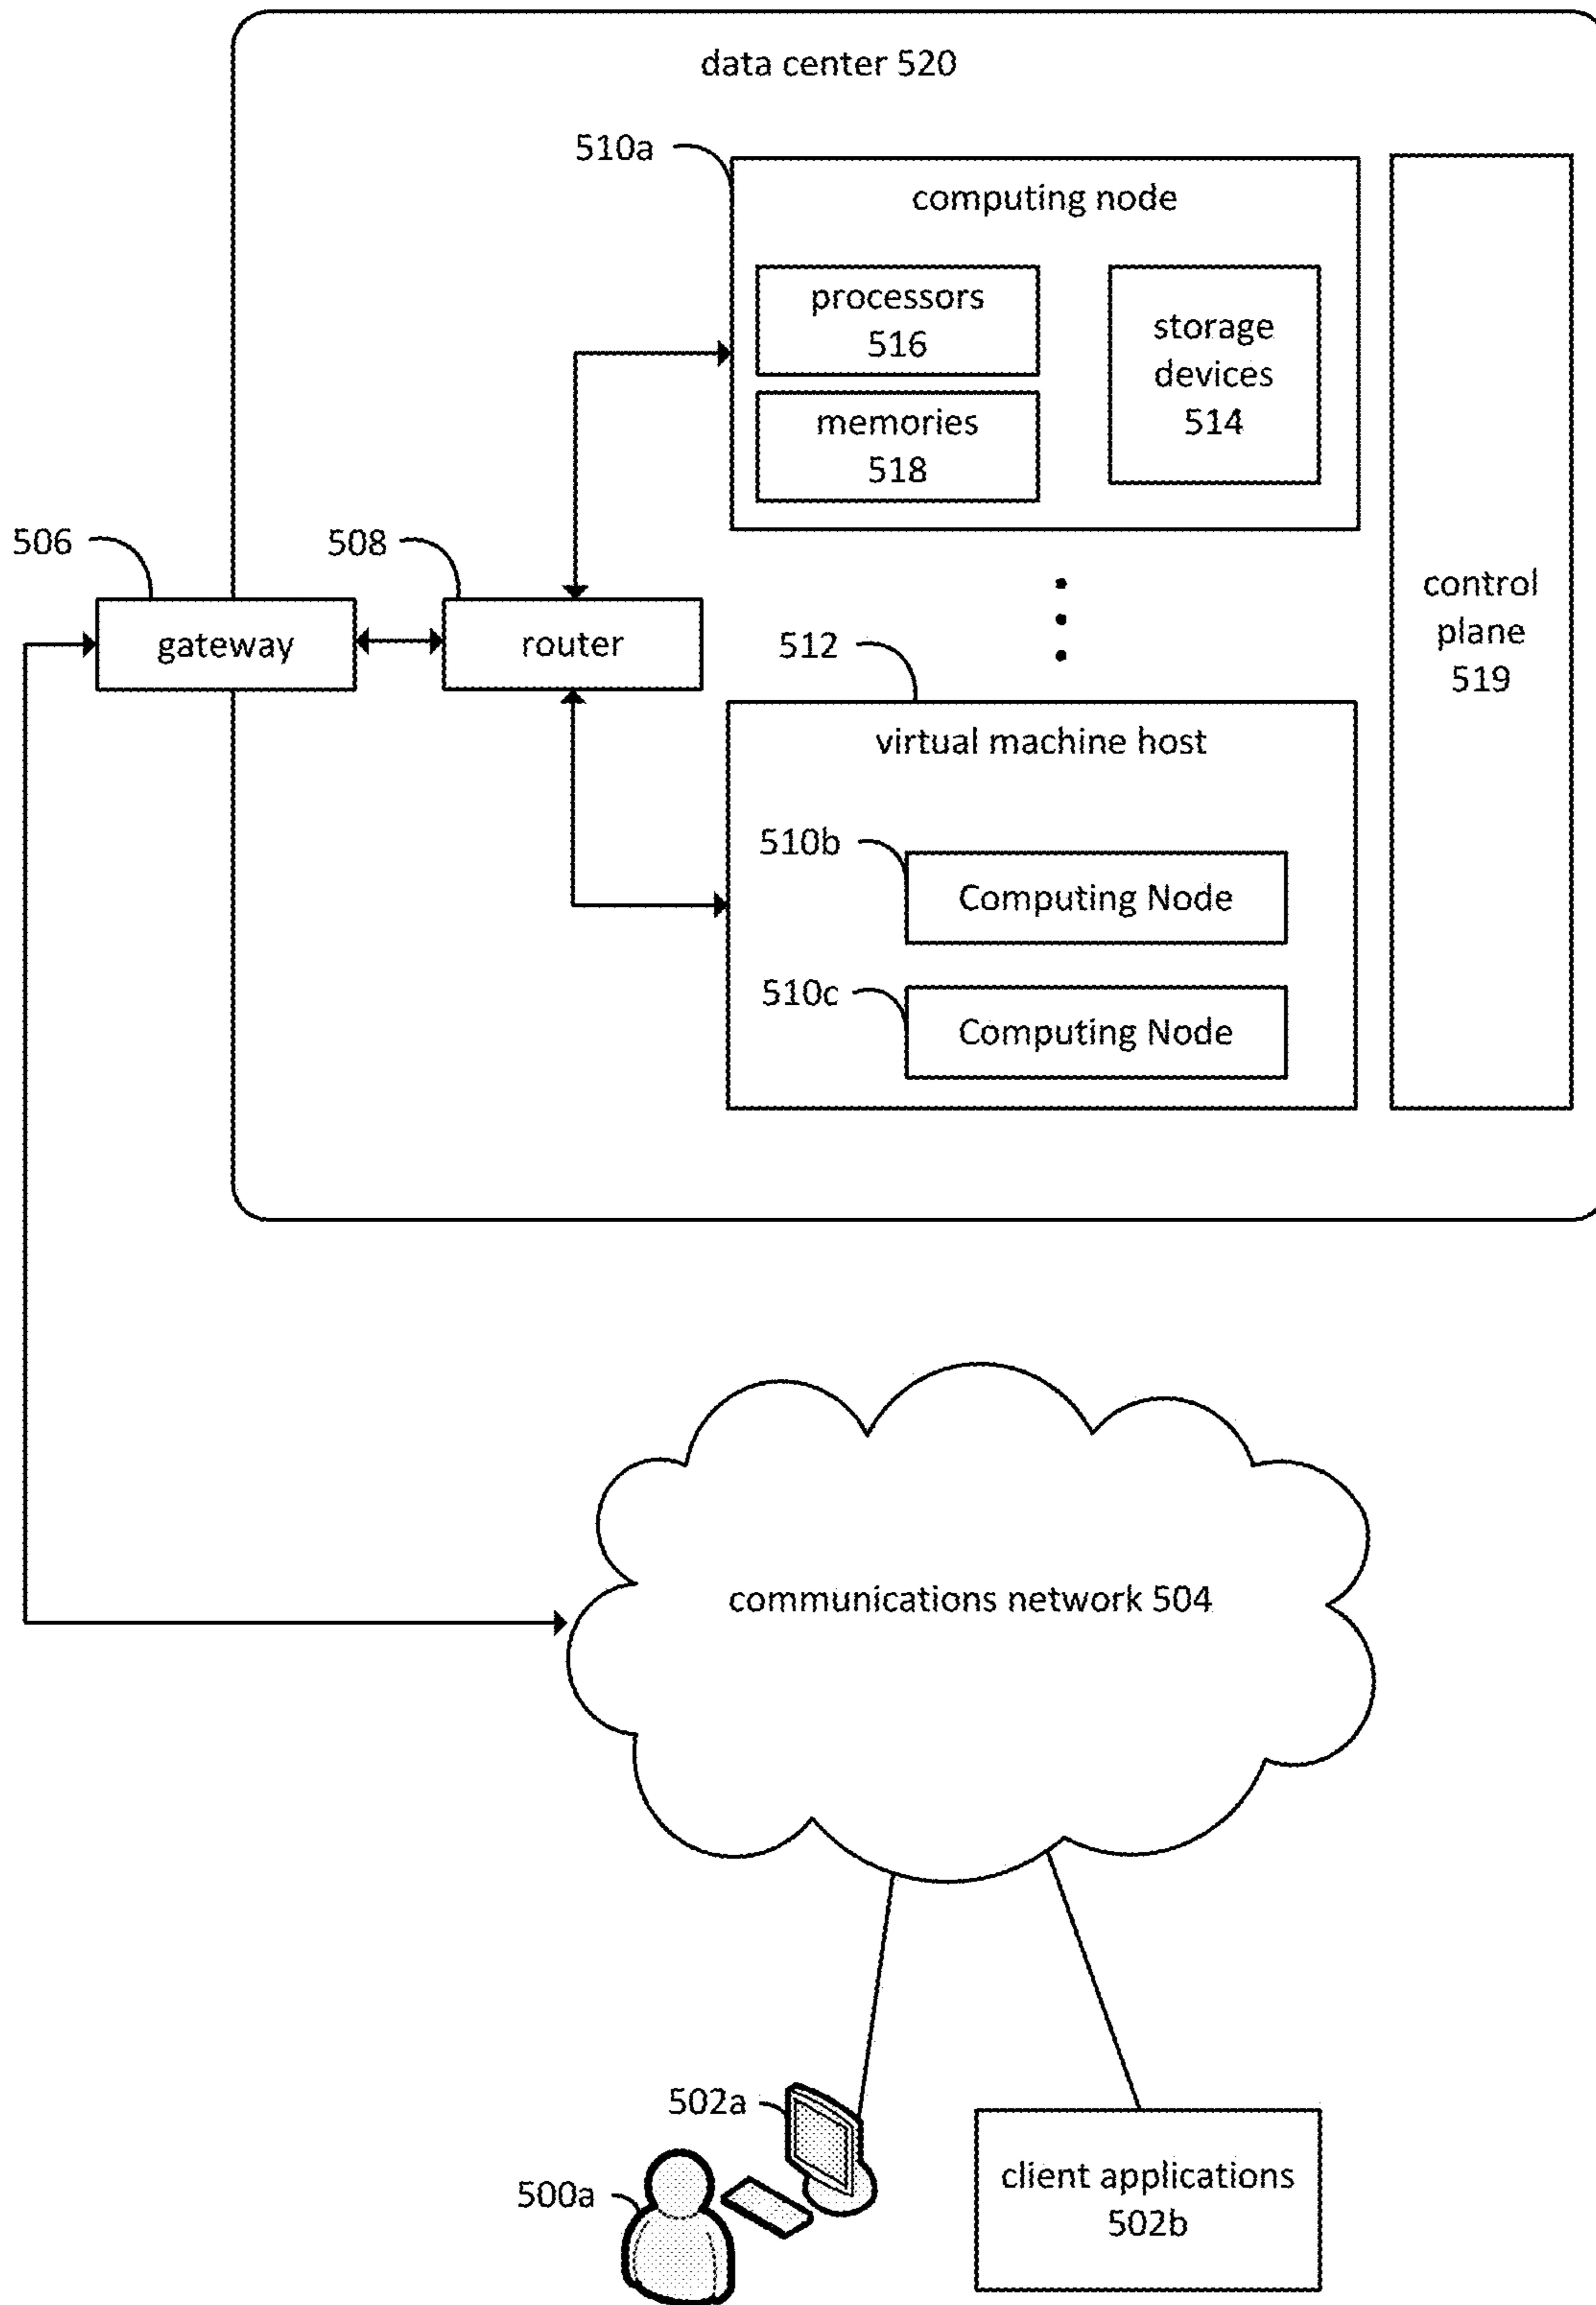 data center 520
510a
computing node
processors
516
storage
devices
514
memories
518
506
508
gateway
router
control
plane
519
512
virtual machine host
510b
Computing Node
510c
Computing Node
communications network 504
502a
500a
client applications
502b